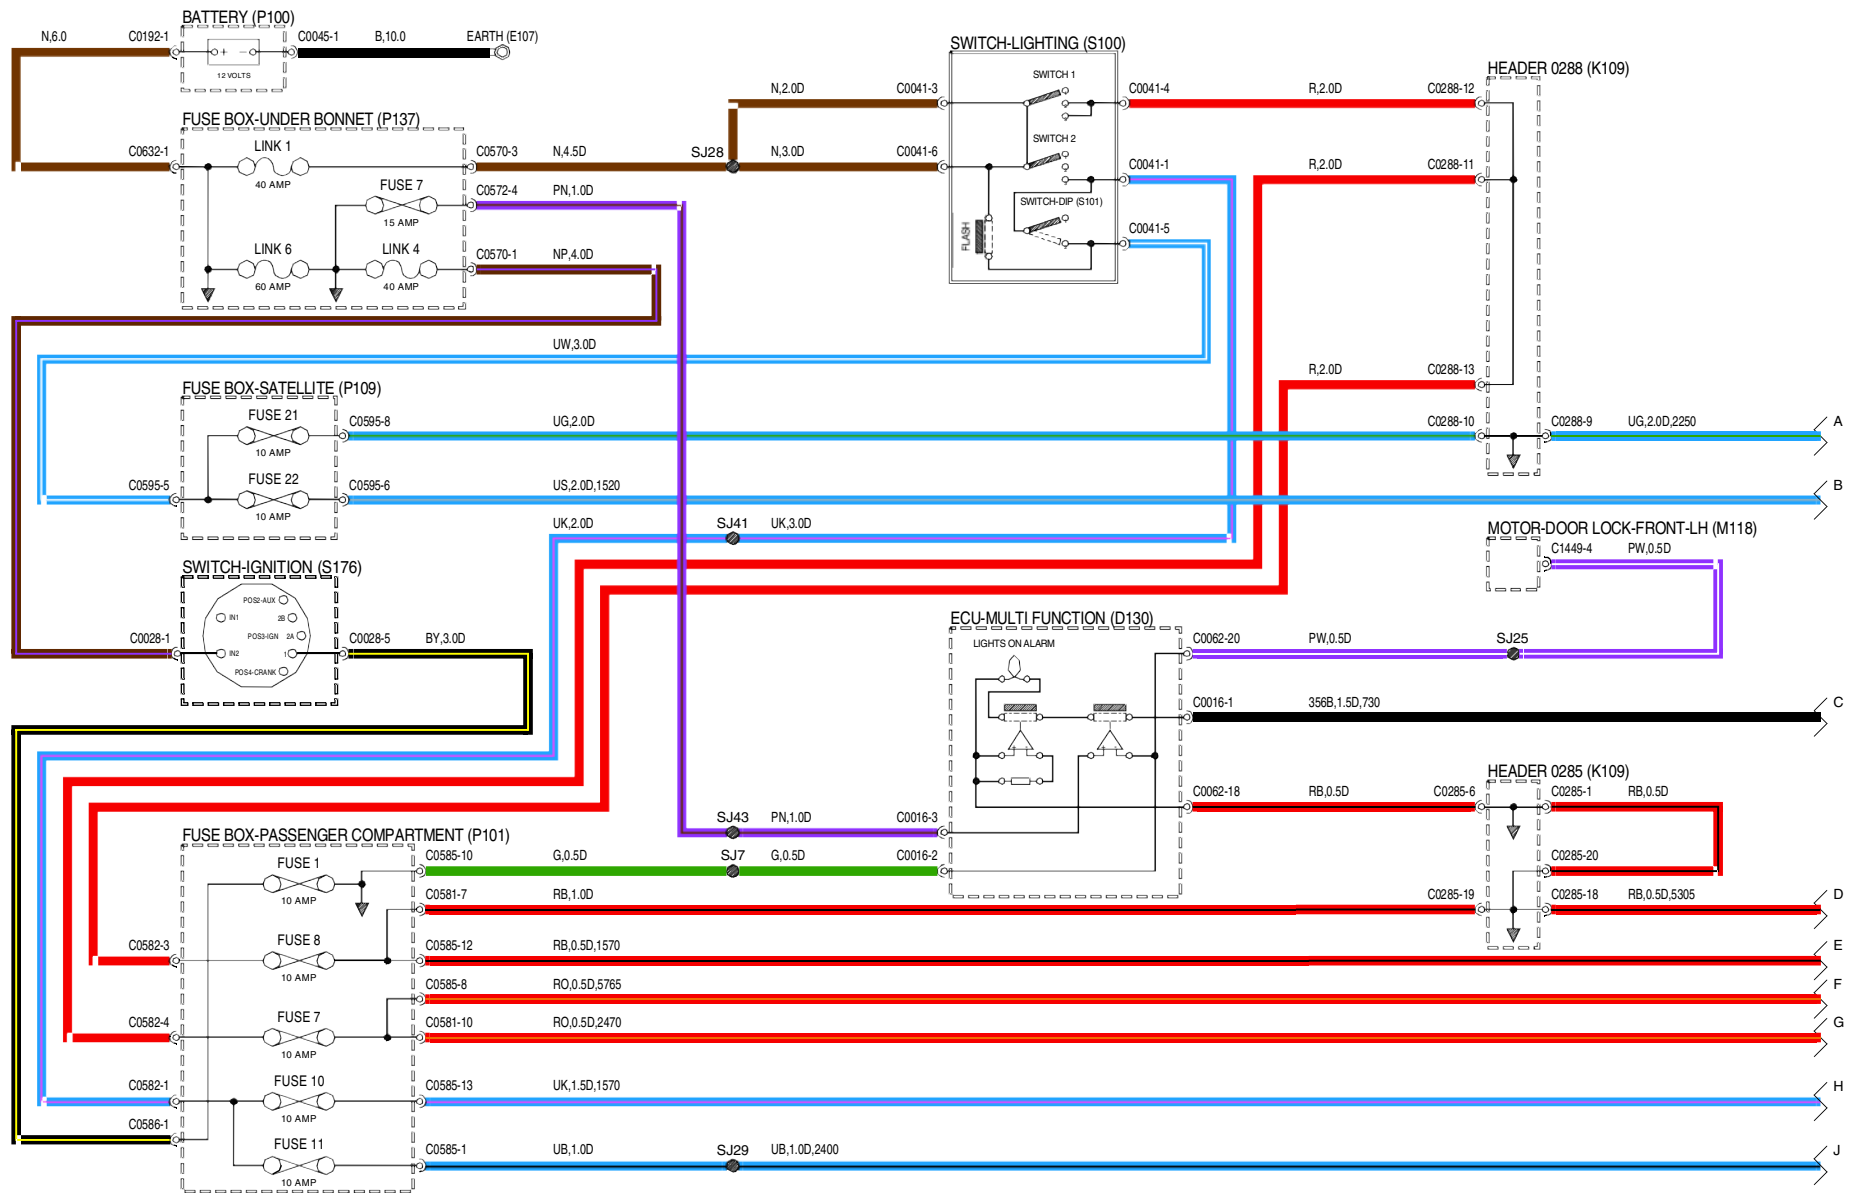 BATTERY (P100)
N,6.0
C0192-1
C0045-1
B,10.0
EARTH (E107)
+ −
12 VOLTS
SWITCH-LIGHTING (S100)
SWITCH 1
HEADER 0288 (K109)
N,2.0D
C0041-3
C0041-4
R,2.0D
C0288-12
FUSE BOX-UNDER BONNET (P137)
LINK 1
C0632-1
40 AMP
C0570-3
N,4.5D
SJ28
N,3.0D
C0041-6
SWITCH 2
C0041-1
R,2.0D
C0288-11
FUSE 7
C0572-4
PN,1.0D
15 AMP
SWITCH-DIP (S101)
FLASH
C0041-5
LINK 6
LINK 4
C0570-1
NP,4.0D
60 AMP
40 AMP
UW,3.0D
R,2.0D
C0288-13
FUSE BOX-SATELLITE (P109)
FUSE 21
C0595-8
UG,2.0D
C0288-10
C0288-9
UG,2.0D,2250
A
10 AMP
FUSE 22
C0595-5
C0595-6
US,2.0D,1520
B
10 AMP
UK,2.0D
SJ41
UK,3.0D
MOTOR-DOOR LOCK-FRONT-LH (M118)
C1449-4
PW,0.5D
SWITCH-IGNITION (S176)
POS2-AUX
IN1
2B
POS3-IGN
2A
C0028-1
IN2
1
C0028-5
BY,3.0D
POS4-CRANK
ECU-MULTI FUNCTION (D130)
LIGHTS ON ALARM
C0062-20
PW,0.5D
SJ25
C0016-1
356B,1.5D,730
C
HEADER 0285 (K109)
C0062-18
RB,0.5D
C0285-6
C0285-1
RB,0.5D
SJ43
PN,1.0D
C0016-3
FUSE BOX-PASSENGER COMPARTMENT (P101)
FUSE 1
C0585-10
G,0.5D
SJ7
G,0.5D
C0016-2
C0285-20
10 AMP
C0581-7
RB,1.0D
C0285-19
C0285-18
RB,0.5D,5305
D
FUSE 8
C0582-3
C0585-12
RB,0.5D,1570
E
10 AMP
C0585-8
RO,0.5D,5765
F
FUSE 7
C0582-4
C0581-10
RO,0.5D,2470
G
10 AMP
FUSE 10
C0582-1
C0585-13
UK,1.5D,1570
H
10 AMP
C0586-1
FUSE 11
C0585-1
UB,1.0D
SJ29
UB,1.0D,2400
J
10 AMP